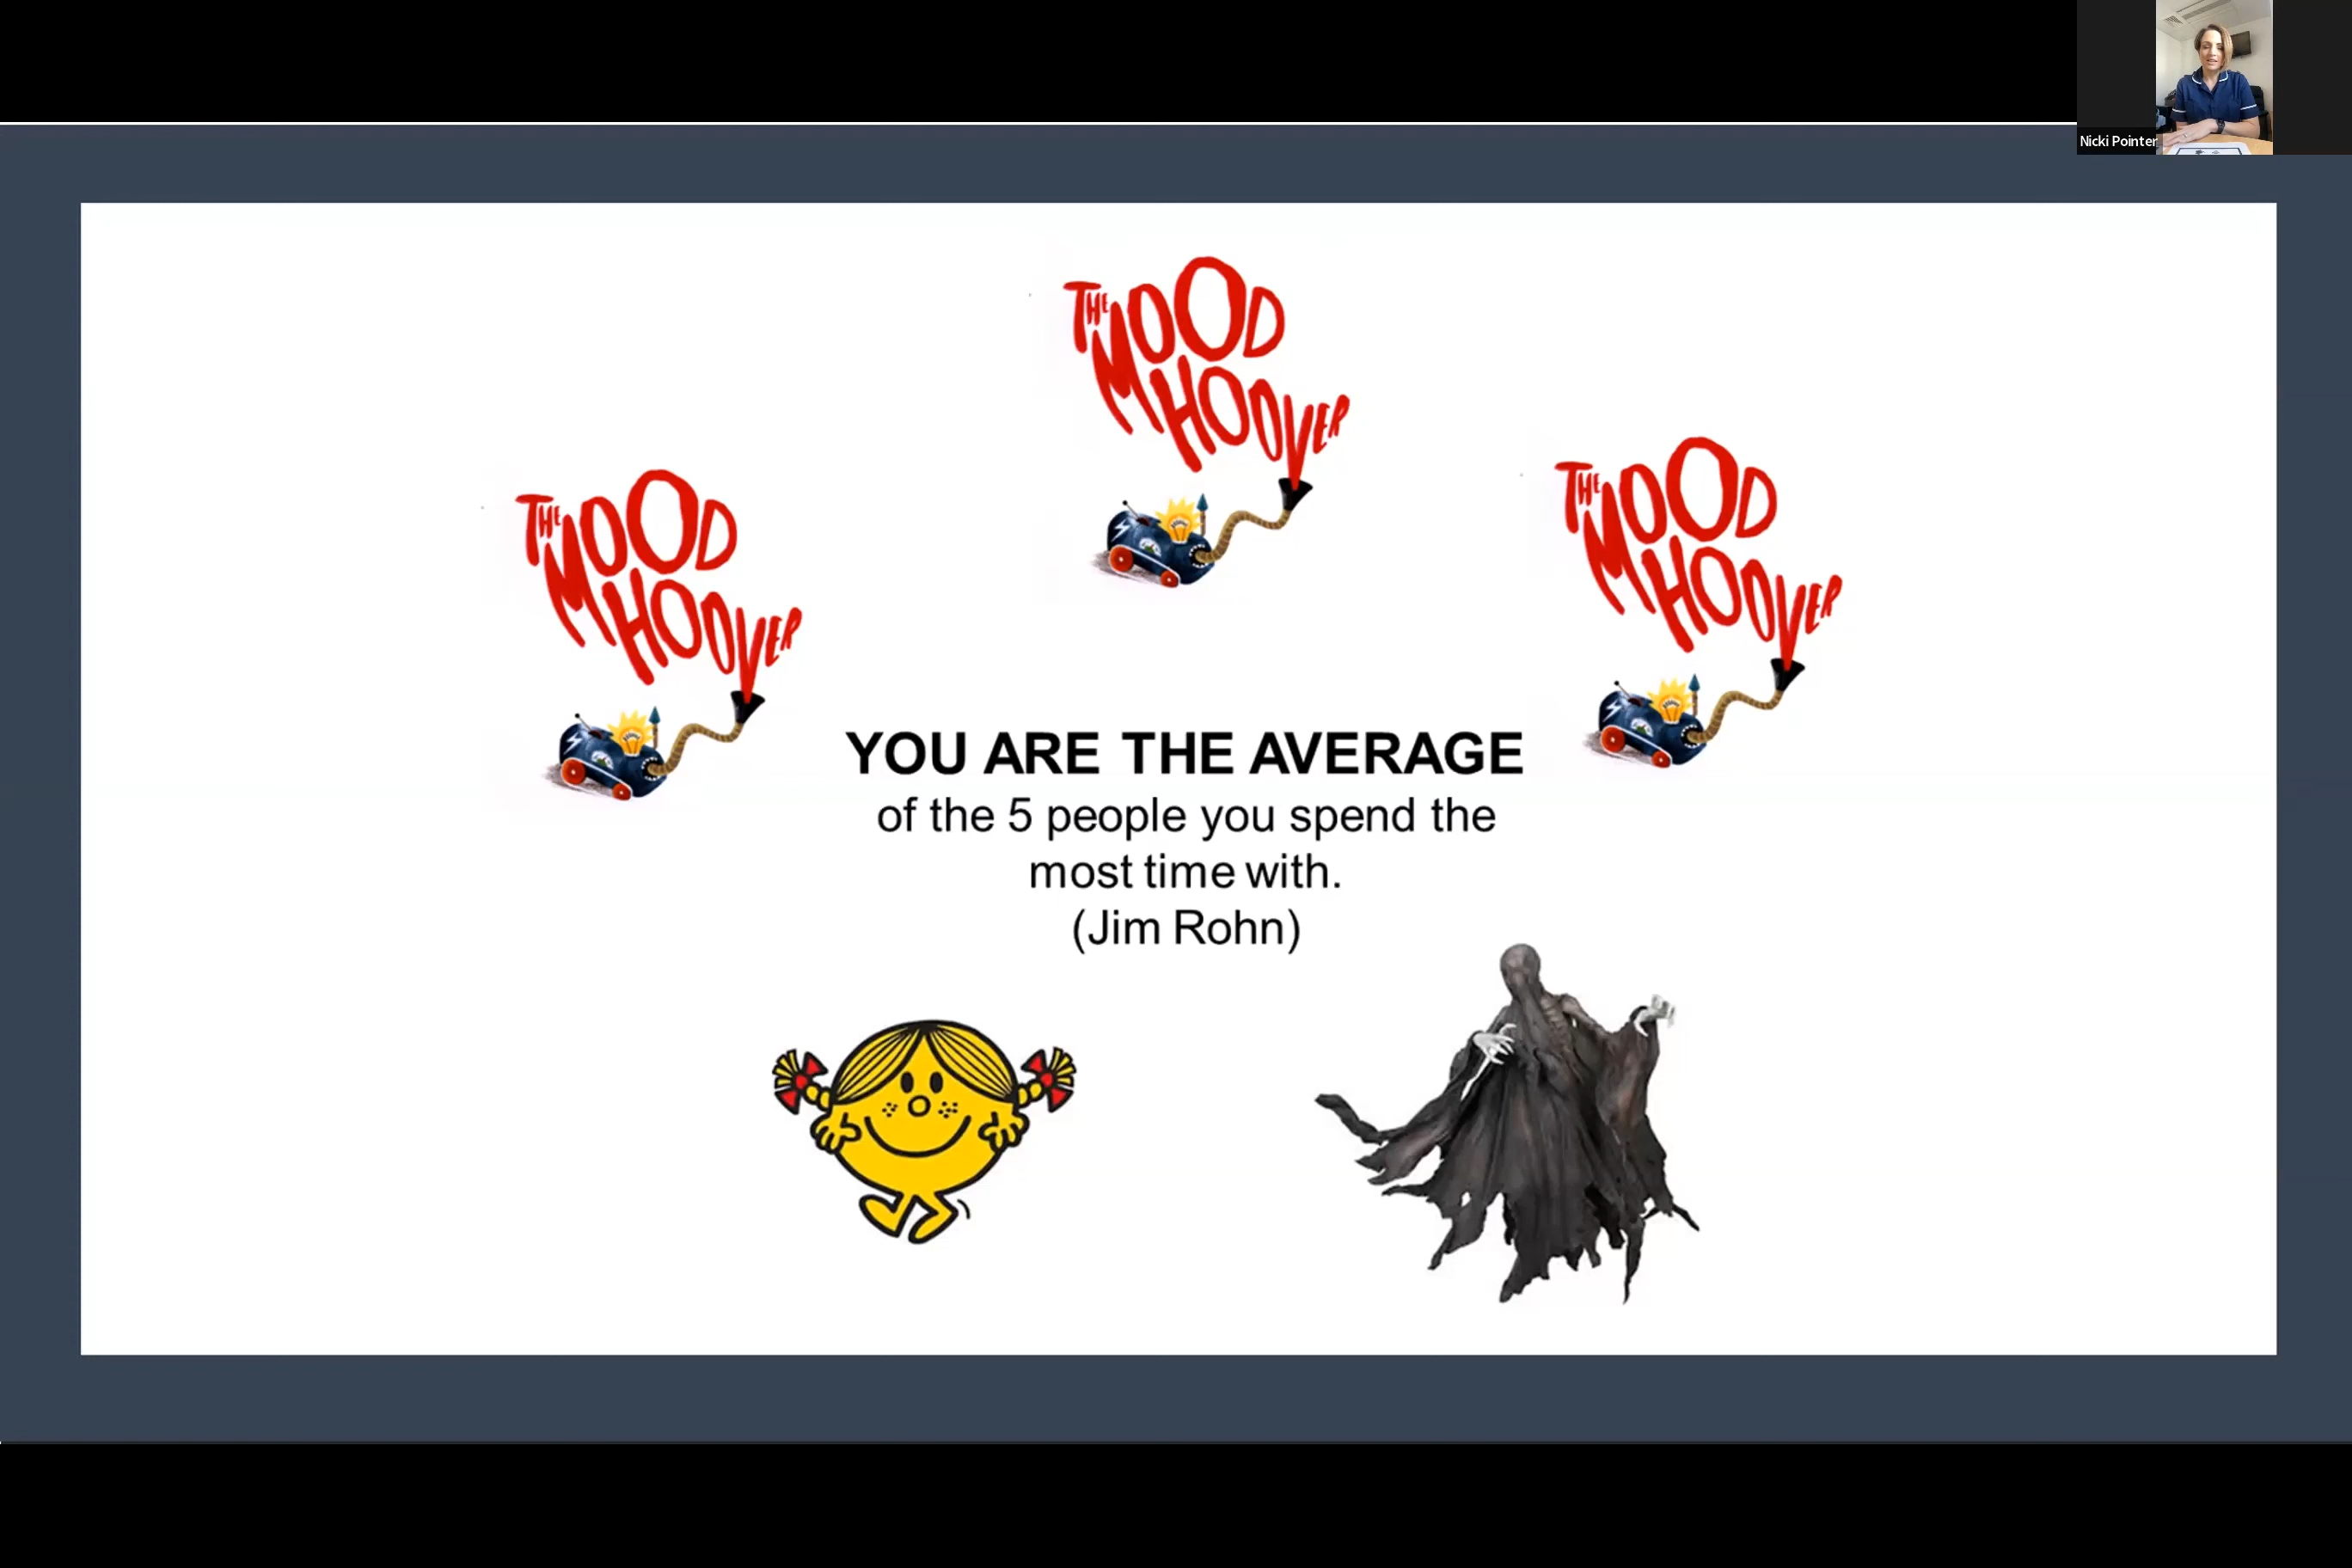 Nicki Pointer
THE
MOOD
HOOVER
THE
MOOD
HOOVER
THE
MOOD
HOOVER
YOU ARE THE AVERAGE
of the 5 people you spend the
most time with.
(Jim Rohn)